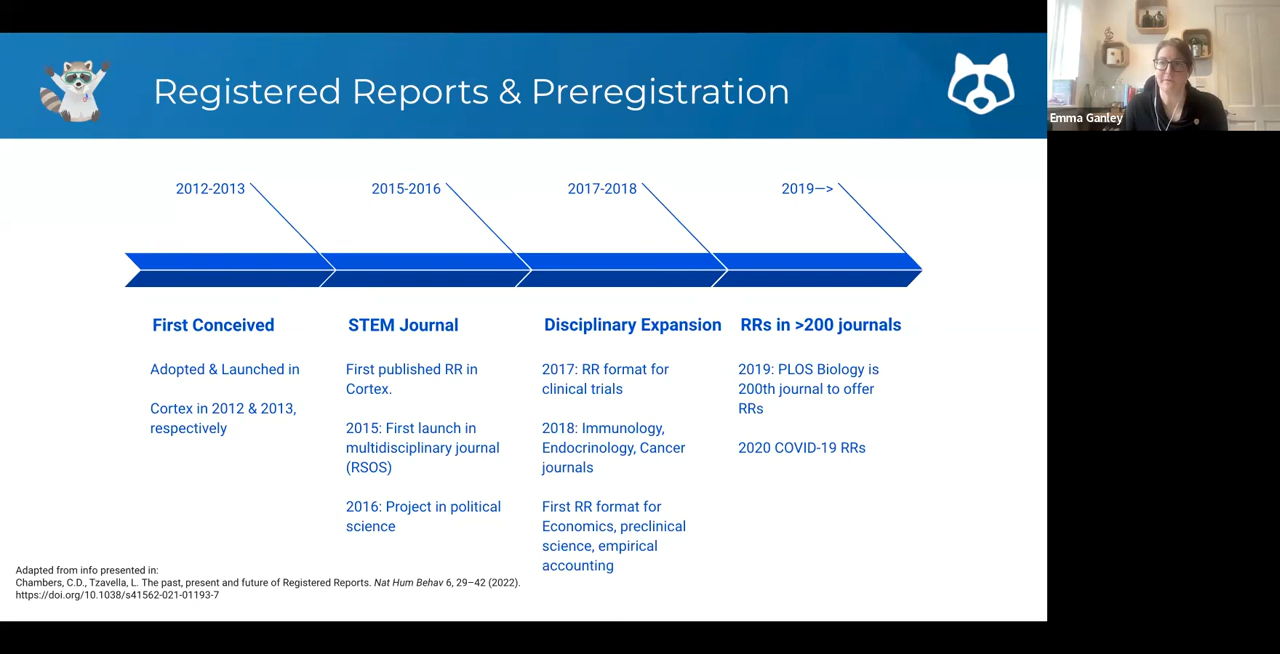 Registered Reports & Preregistration
Emma Ganley
2012-2013
2015-2016
2017-2018
2019—>
First Conceived
Adopted & Launched in
Cortex in 2012 & 2013,
respectively
STEM Journal
First published RR in
Cortex.
2015: First launch in
multidisciplinary journal
(RSOS)
2016: Project in political
science
Disciplinary Expansion
2017: RR format for
clinical trials
2018: Immunology,
Endocrinology, Cancer
journals
First RR format for
Economics, preclinical
science, empirical
accounting
RRs in >200 journals
2019: PLOS Biology is
200th journal to offer
RRs
2020 COVID-19 RRs
Adapted from info presented in:
Chambers, C.D., Tzavella, L. The past, present and future of Registered Reports. Nat Hum Behav 6, 29–42 (2022).
https://doi.org/10.1038/s41562-021-01193-7